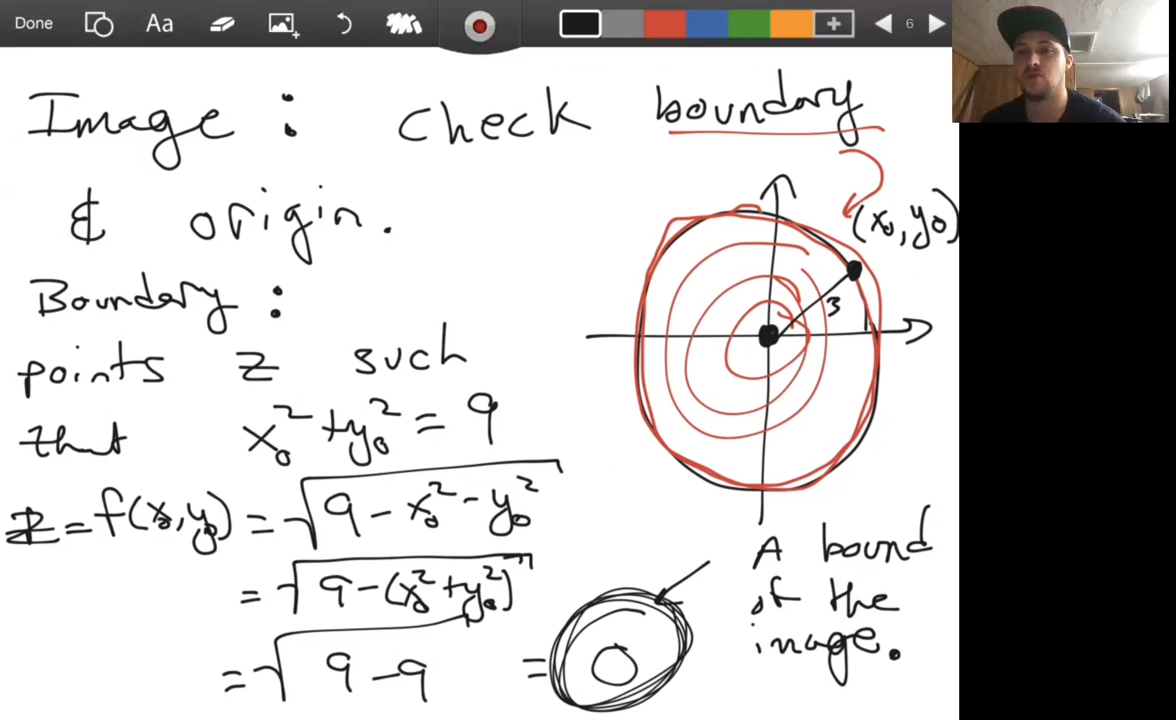 Done Aa 6
Image: check boundary
& origin.
(x₀, y₀)
3
Boundary:
points z such
that x₀² + y₀² = 9
z = f(x₀, y₀) = √(9 - x₀² - y₀²)
= √(9 - (x₀² + y₀²))
= √(9 - 9) = 0
A bound
of the
image.